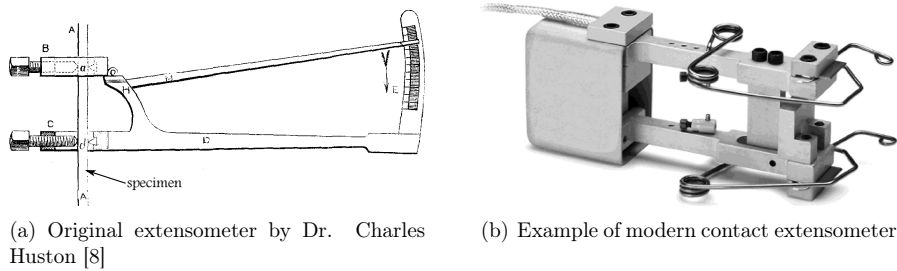 A
B
a
G
H
M
E
C
d
D
A
specimen
(a) Original extensometer by Dr. Charles
Huston [8]
(b) Example of modern contact extensometer